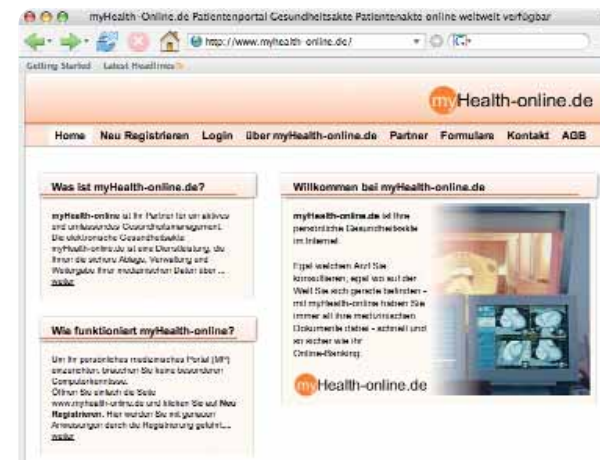 myHealth-Online.de Patientenportal Gesundheitsakte Patientenakte online weltweit verfügbar
http://www.myhealth-online.de/
Getting Started Latest Headlines
myHealth-online.de
Home Neu Registrieren Login über myHealth-online.de Partner Formulare Kontakt AGB
Was ist myHealth-online.de?
myHealth-online ist Ihr Partner für ein aktives
und umfassendes Gesundheitsmanagement.
Die elektronische Gesundheitsakte
myHealth-online.de ist eine Dienstleistung, die
Ihnen die sichere Ablage, Verwaltung und
Weitergabe Ihrer medizinischen Daten über ...
weiter
Wie funktioniert myHealth-online?
Um Ihr persönliches medizinisches Portal (MP)
einzurichten, brauchen Sie keine besonderen
Computerkenntnisse.
Öffnen Sie einfach die Seite
www.myhealth-online.de und klicken Sie auf Neu
Registrieren. Hier werden Sie mit genauen
Anweisungen durch die Registrierung geführt....
weiter
Willkommen bei myHealth-online.de
myHealth-online.de ist Ihre
persönliche Gesundheitsakte
im Internet.
Egal welchen Arzt Sie
konsultieren, egal wo auf der
Welt Sie sich gerade befinden -
mit myHealth-online haben Sie
immer all Ihre medizinischen
Dokumente dabei - schnell und
so sicher wie Ihr
Online-Banking.
myHealth-online.de